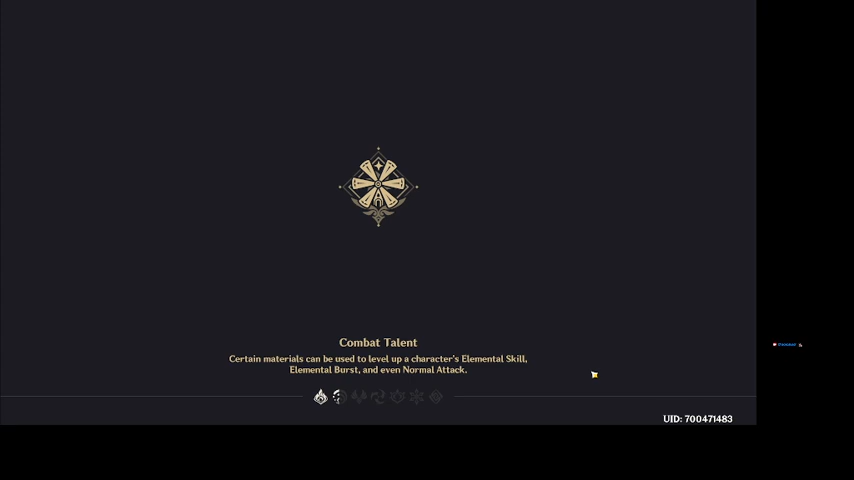 Combat Talent
Certain materials can be used to level up a character's Elemental Skill,
Elemental Burst, and even Normal Attack.
UID: 700471483